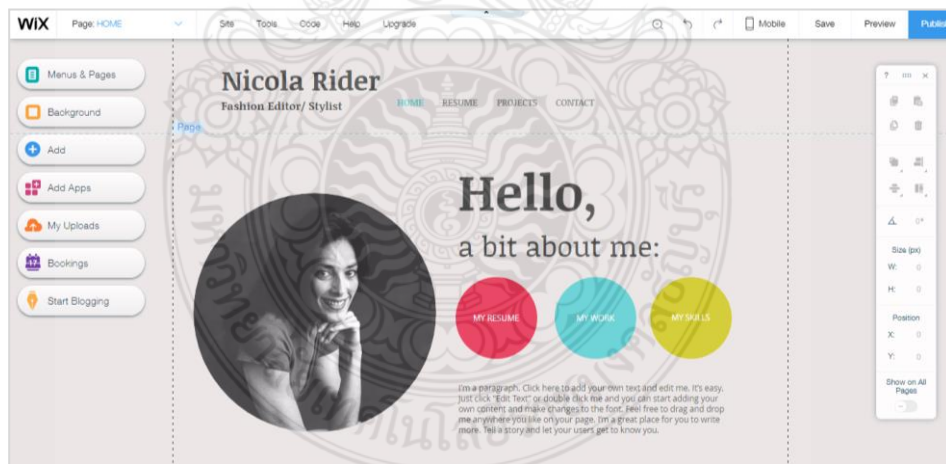 WiX Page: HOME Site Tools Code Help Upgrade Mobile Save Preview Publish
Menus & Pages
Background
Add
Add Apps
My Uploads
Bookings
Start Blogging
Nicola Rider
Fashion Editor/ Stylist
HOME RESUME PROJECTS CONTACT
Page
Hello,
a bit about me:
MY RESUME MY WORK MY SKILLS
I'm a paragraph. Click here to add your own text and edit me. It's easy.
Just click "Edit Text" or double click me and you can start adding your
own content and make changes to the font. Feel free to drag and drop
me anywhere you like on your page. I'm a great place for you to write
more. Tell a story and let your users get to know you.
?
0°
Size (px)
W: 0
H: 0
Position
X: 0
Y: 0
Show on All
Pages